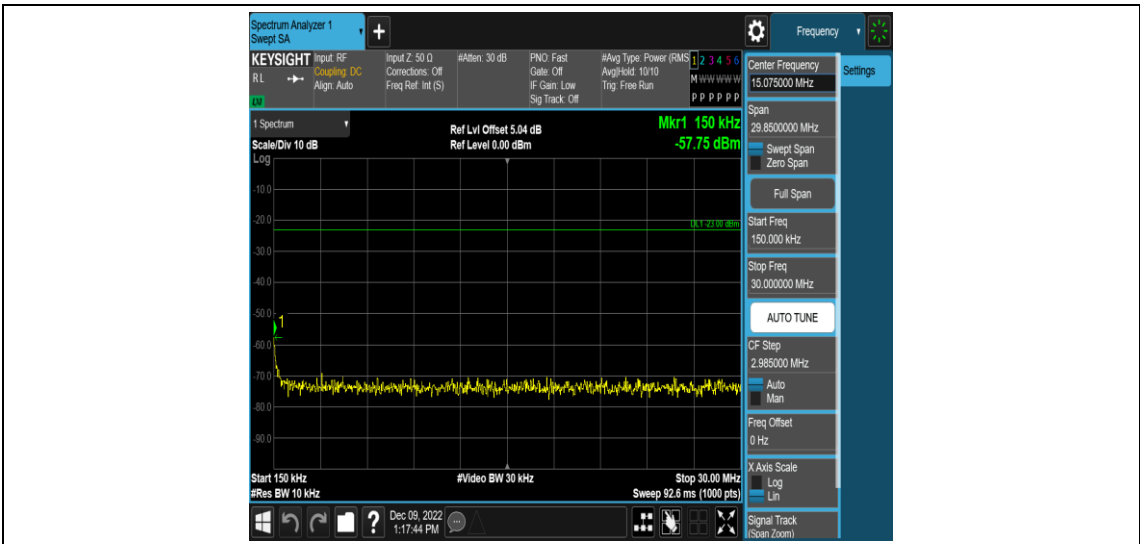 Spectrum Analyzer 1
Swept SA
Frequency
KEYSIGHT
RL
LXI
Input: RF
Coupling: DC
Align: Auto
Input Z: 50 Ω
Corrections: Off
Freq Ref: Int (S)
#Atten: 30 dB
PNO: Fast
Gate: Off
IF Gain: Low
Sig Track: Off
#Avg Type: Power (RMS
Avg|Hold: 10/10
Trig: Free Run
1 2 3 4 5 6
M W W W W W
P P P P P P
1 Spectrum
Scale/Div 10 dB
Ref Lvl Offset 5.04 dB
Ref Level 0.00 dBm
Mkr1 150 kHz
-57.75 dBm
Log
-10.0
-20.0
DL1 -23.00 dBm
-30.0
-40.0
-50.0
1
-60.0
-70.0
-80.0
-90.0
Start 150 kHz
#Res BW 10 kHz
#Video BW 30 kHz
Stop 30.00 MHz
Sweep 92.6 ms (1000 pts)
?
Dec 09, 2022
1:17:44 PM
Center Frequency
15.075000 MHz
Settings
Span
29.8500000 MHz
Swept Span
Zero Span
Full Span
Start Freq
150.000 kHz
Stop Freq
30.000000 MHz
AUTO TUNE
CF Step
2.985000 MHz
Auto
Man
Freq Offset
0 Hz
X Axis Scale
Log
Lin
Signal Track
(Span Zoom)